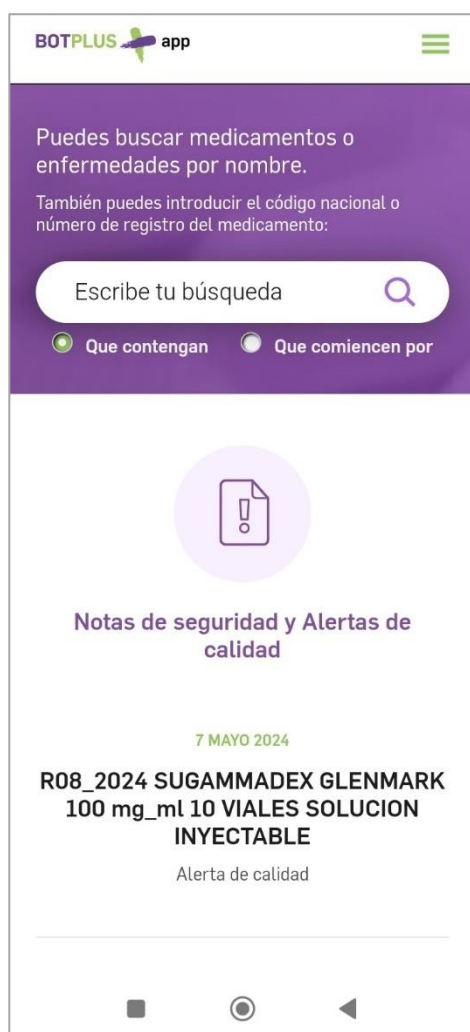 BOTPLUS app
Puedes buscar medicamentos o
enfermedades por nombre.
También puedes introducir el código nacional o
número de registro del medicamento:
Escribe tu búsqueda
Que contengan Que comiencen por
Notas de seguridad y Alertas de
calidad
7 MAYO 2024
R08_2024 SUGAMMADEX GLENMARK
100 mg_ml 10 VIALES SOLUCION
INYECTABLE
Alerta de calidad